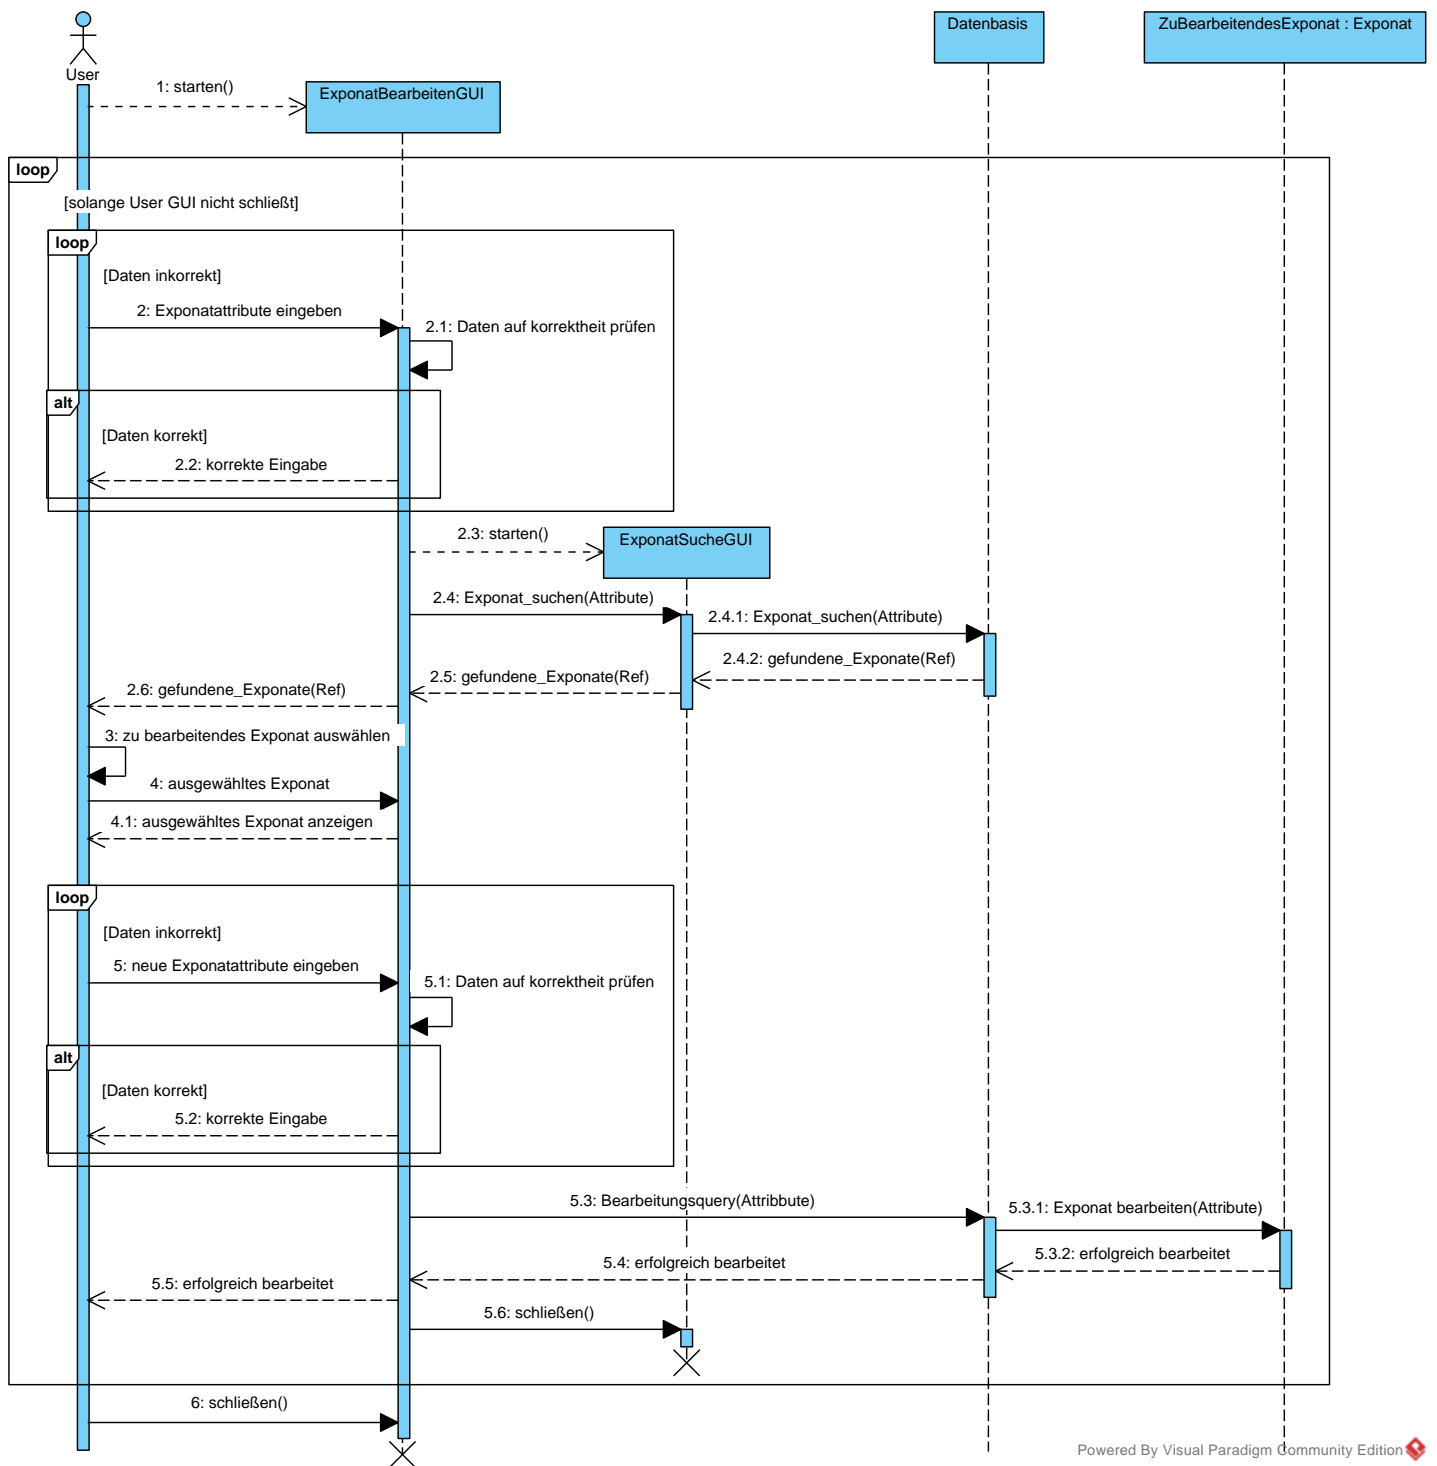 Datenbasis
ZuBearbeitendesExponat : Exponat
User
1: starten()
ExponatBearbeitenGUI
loop
[solange User GUI nicht schließt]
loop
[Daten inkorrekt]
2: Exponatattribute eingeben
2.1: Daten auf korrektheit prüfen
alt
[Daten korrekt]
2.2: korrekte Eingabe
2.3: starten()
ExponatSucheGUI
2.4: Exponat_suchen(Attribute)
2.4.1: Exponat_suchen(Attribute)
2.4.2: gefundene_Exponate(Ref)
2.5: gefundene_Exponate(Ref)
2.6: gefundene_Exponate(Ref)
3: zu bearbeitendes Exponat auswählen
4: ausgewähltes Exponat
4.1: ausgewähltes Exponat anzeigen
loop
[Daten inkorrekt]
5: neue Exponatattribute eingeben
5.1: Daten auf korrektheit prüfen
alt
[Daten korrekt]
5.2: korrekte Eingabe
5.3: Bearbeitungsquery(Attribbute)
5.3.1: Exponat bearbeiten(Attribute)
5.3.2: erfolgreich bearbeitet
5.4: erfolgreich bearbeitet
5.5: erfolgreich bearbeitet
5.6: schließen()
6: schließen()
Powered By Visual Paradigm Community Edition